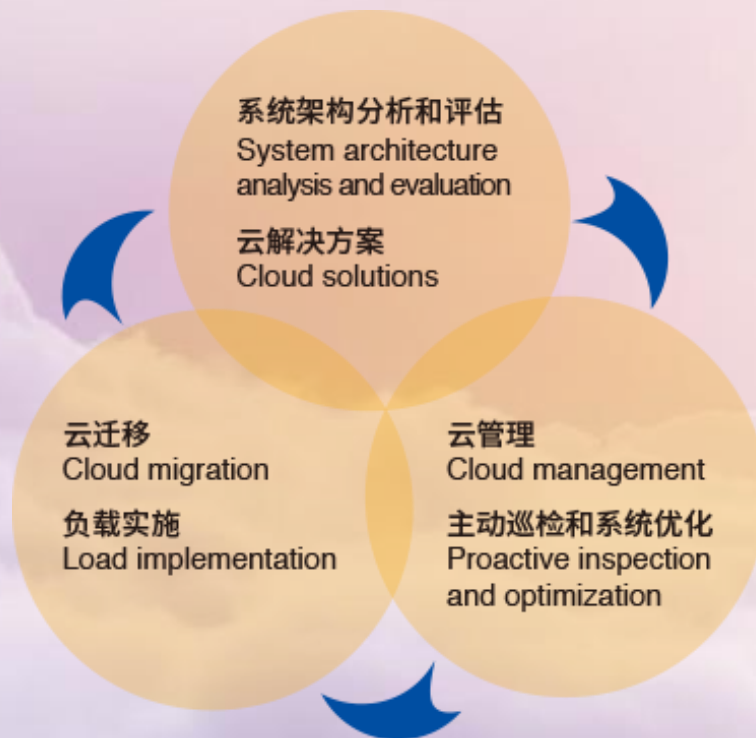 系统架构分析和评估
System architecture
analysis and evaluation
云解决方案
Cloud solutions
云迁移
Cloud migration
负载实施
Load implementation
云管理
Cloud management
主动巡检和系统优化
Proactive inspection
and optimization